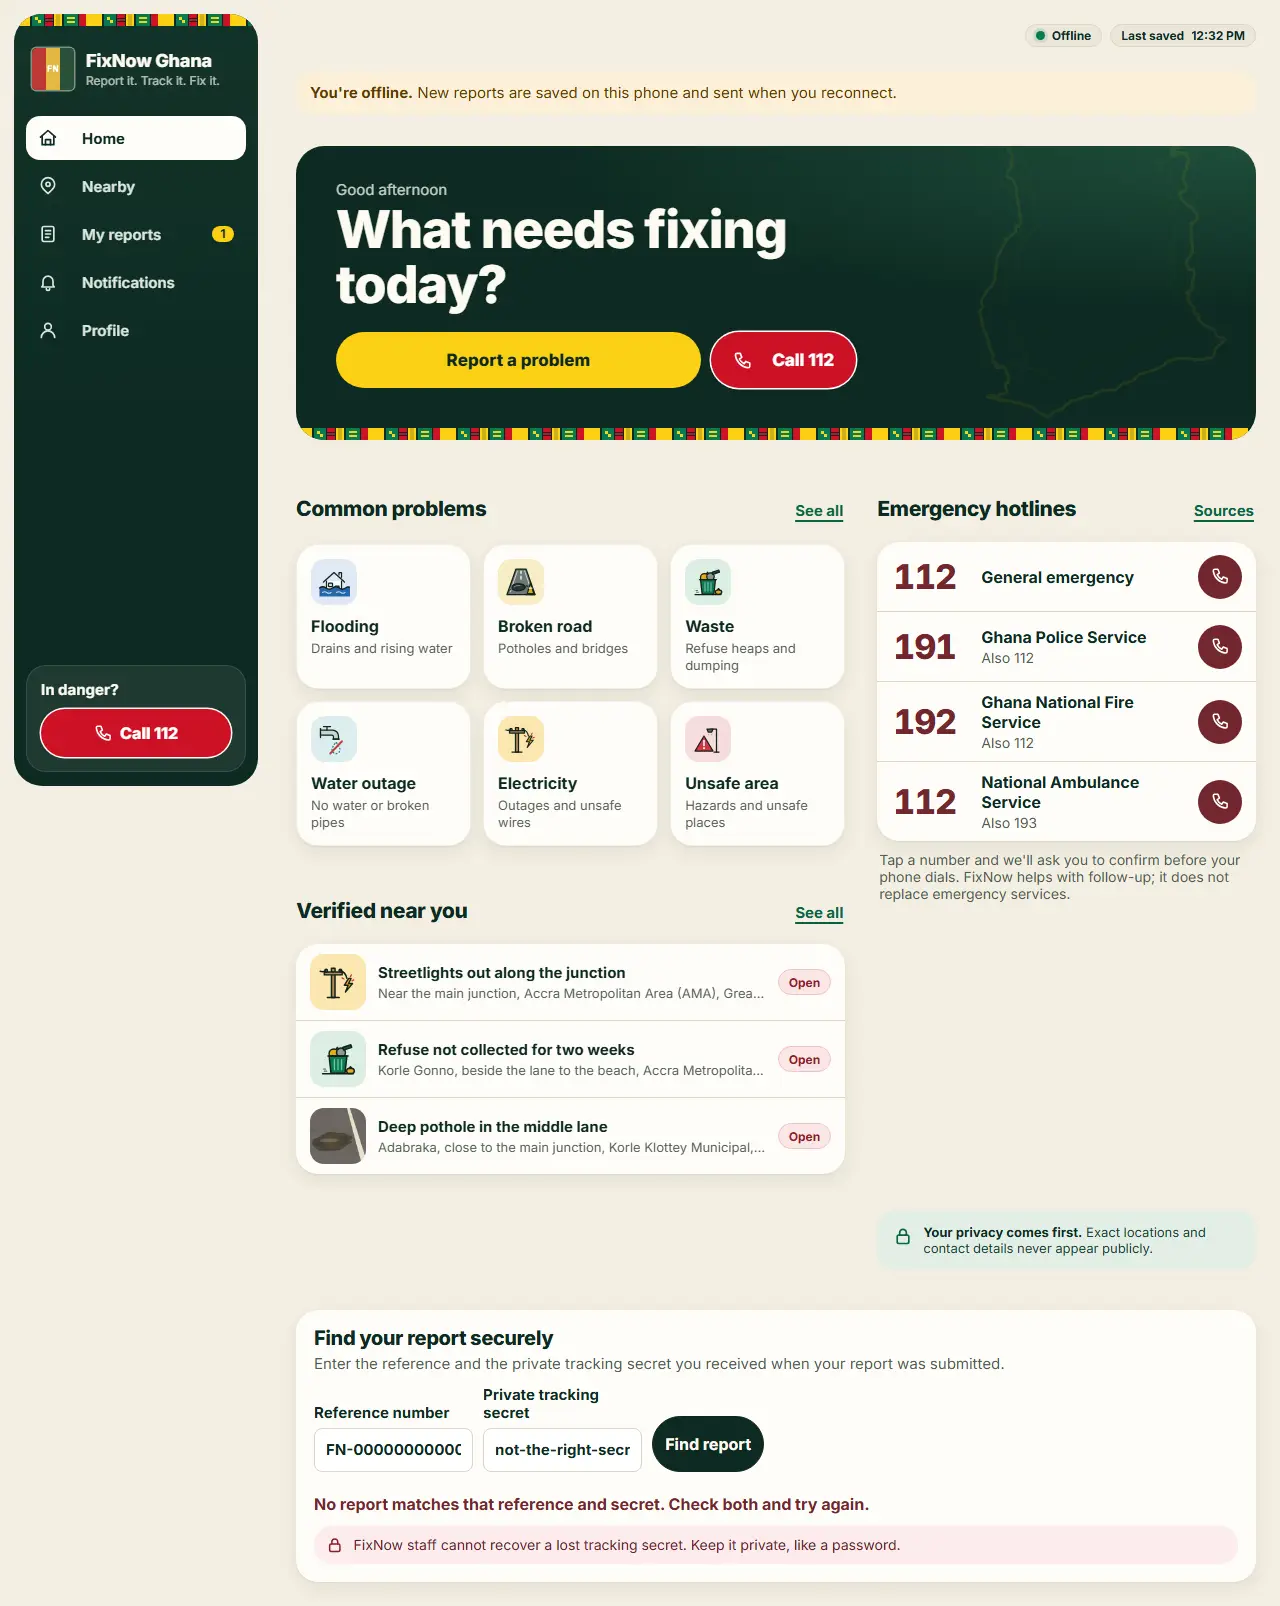 FN
FixNow Ghana
Report it. Track it. Fix it.
Home
Nearby
My reports 1
Notifications
Profile
In danger?
Call 112
Offline
Last saved 12:32 PM
You're offline. New reports are saved on this phone and sent when you reconnect.
Good afternoon
What needs fixing
today?
Report a problem
Call 112
Common problems
See all
Flooding
Drains and rising water
Broken road
Potholes and bridges
Waste
Refuse heaps and
dumping
Water outage
No water or broken
pipes
Electricity
Outages and unsafe
wires
Unsafe area
Hazards and unsafe
places
Emergency hotlines
Sources
112
General emergency
191
Ghana Police Service
Also 112
192
Ghana National Fire
Service
Also 112
112
National Ambulance
Service
Also 193
Tap a number and we'll ask you to confirm before your
phone dials. FixNow helps with follow-up; it does not
replace emergency services.
Verified near you
See all
Streetlights out along the junction
Near the main junction, Accra Metropolitan Area (AMA), Grea...
Open
Refuse not collected for two weeks
Korle Gonno, beside the lane to the beach, Accra Metropolita...
Open
Deep pothole in the middle lane
Adabraka, close to the main junction, Korle Klottey Municipal,...
Open
Your privacy comes first. Exact locations and
contact details never appear publicly.
Find your report securely
Enter the reference and the private tracking secret you received when your report was submitted.
Reference number
FN-00000000000
Private tracking
secret
not-the-right-secr
Find report
No report matches that reference and secret. Check both and try again.
FixNow staff cannot recover a lost tracking secret. Keep it private, like a password.